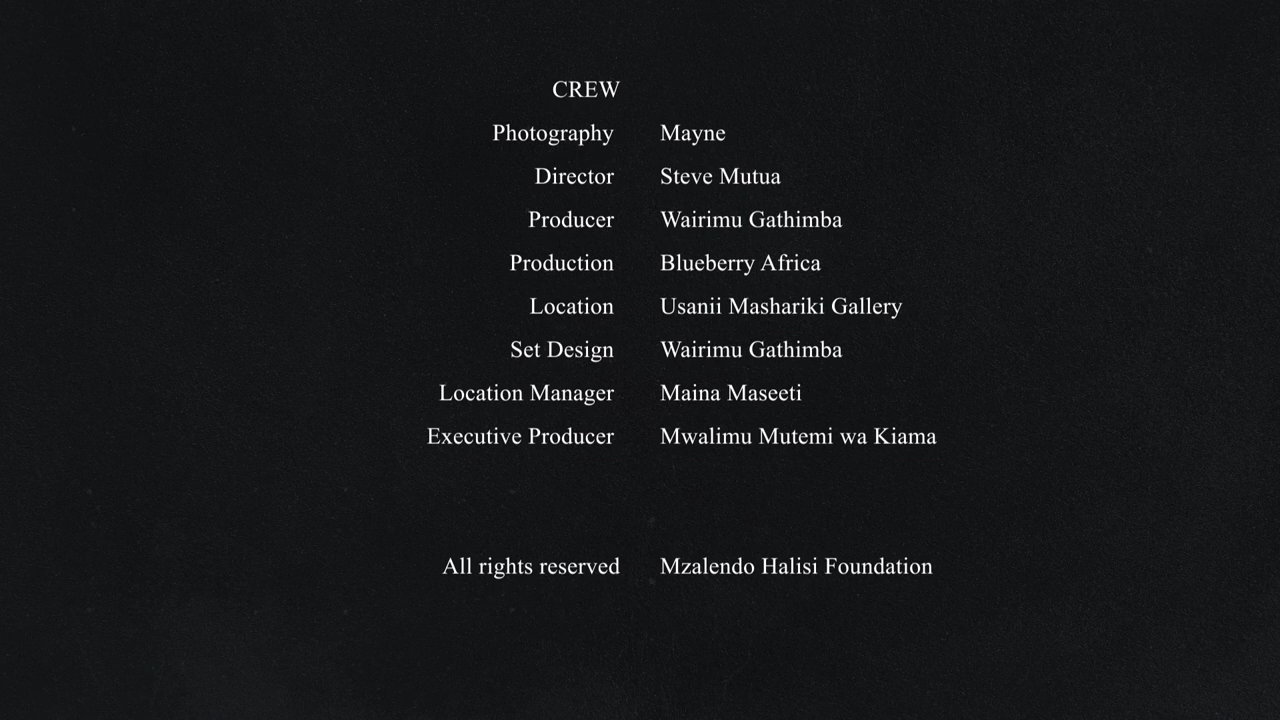 CREW
Photography Mayne
Director Steve Mutua
Producer Wairimu Gathimba
Production Blueberry Africa
Location Usanii Mashariki Gallery
Set Design Wairimu Gathimba
Location Manager Maina Maseeti
Executive Producer Mwalimu Mutemi wa Kiama
All rights reserved Mzalendo Halisi Foundation